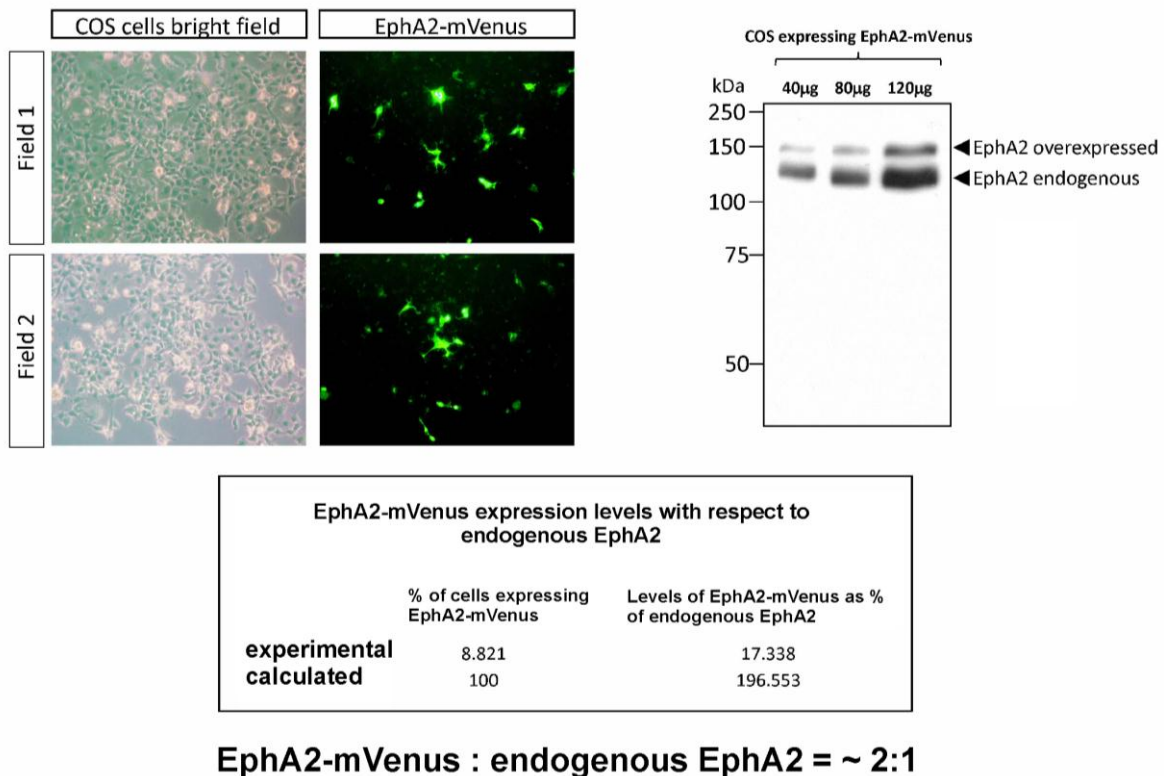 COS cells bright field
EphA2-mVenus
Field 1
Field 2
COS expressing EphA2-mVenus
kDa
40µg 80µg 120µg
250
150
100
75
50
EphA2 overexpressed
EphA2 endogenous
EphA2-mVenus expression levels with respect to
endogenous EphA2
% of cells expressing
EphA2-mVenus
Levels of EphA2-mVenus as %
of endogenous EphA2
experimental 8.821 17.338
calculated 100 196.553
EphA2-mVenus : endogenous EphA2 = ~ 2:1